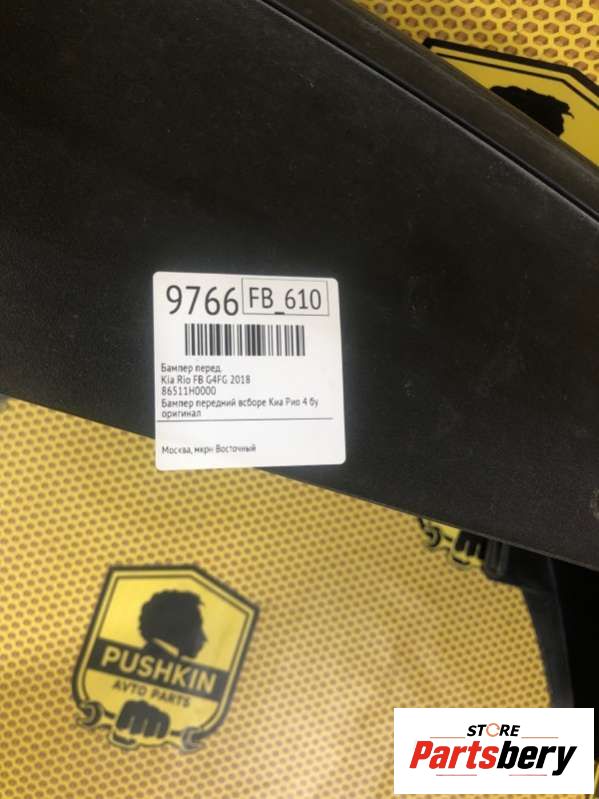 9766 FB_610
Бампер перед.
Kia Rio FB G4FG 2018
86511H0000
Бампер передний всборе Киа Рио 4 бу
оригинал
Москва, мкрн Восточный
PUSHKIN
AVTO PARTS
STORE
Partsbery